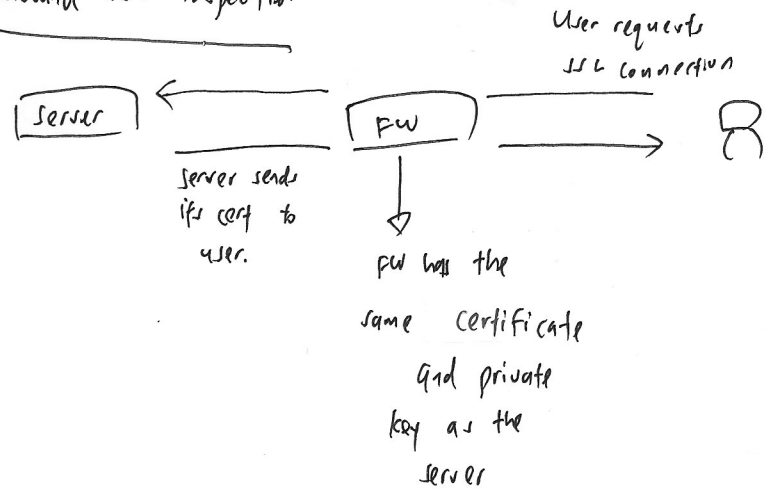 User requests
SSL connection
Server
FW
Server sends
its cert to
user.
FW has the
same certificate
and private
key as the
server